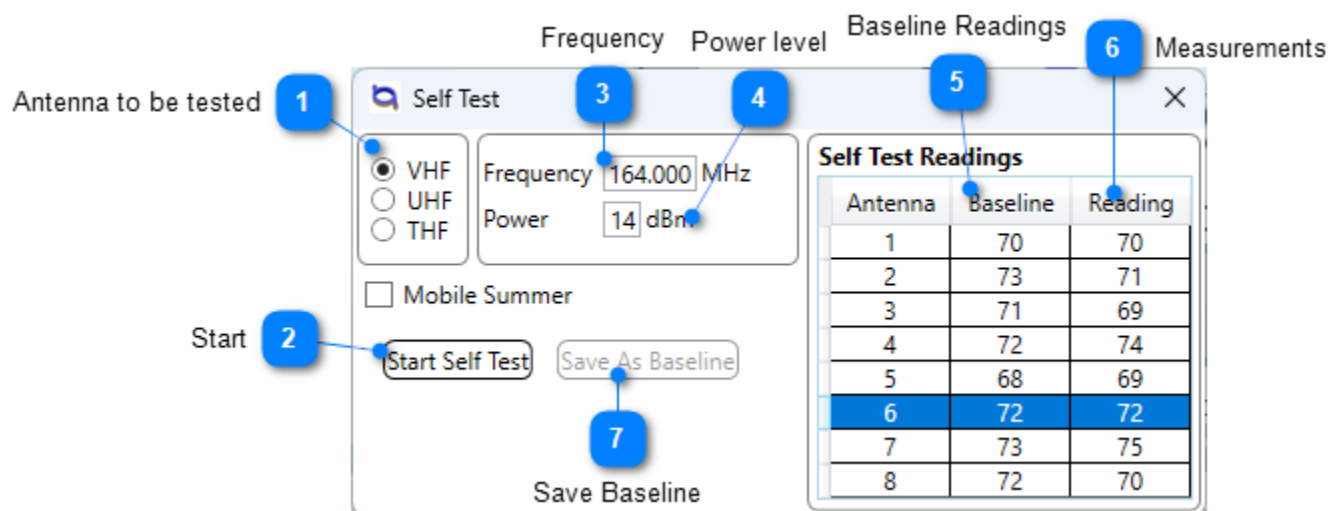 Frequency
Power level
Baseline Readings
6
Measurements
Antenna to be tested
1
Self Test
3
4
5
VHF
UHF
THF
Frequency 164.000 MHz
Power 14 dBm
Self Test Readings
Antenna Baseline Reading
1 70 70
2 73 71
3 71 69
4 72 74
5 68 69
6 72 72
7 73 75
8 72 70
Mobile Summer
Start
2
Start Self Test
Save As Baseline
7
Save Baseline